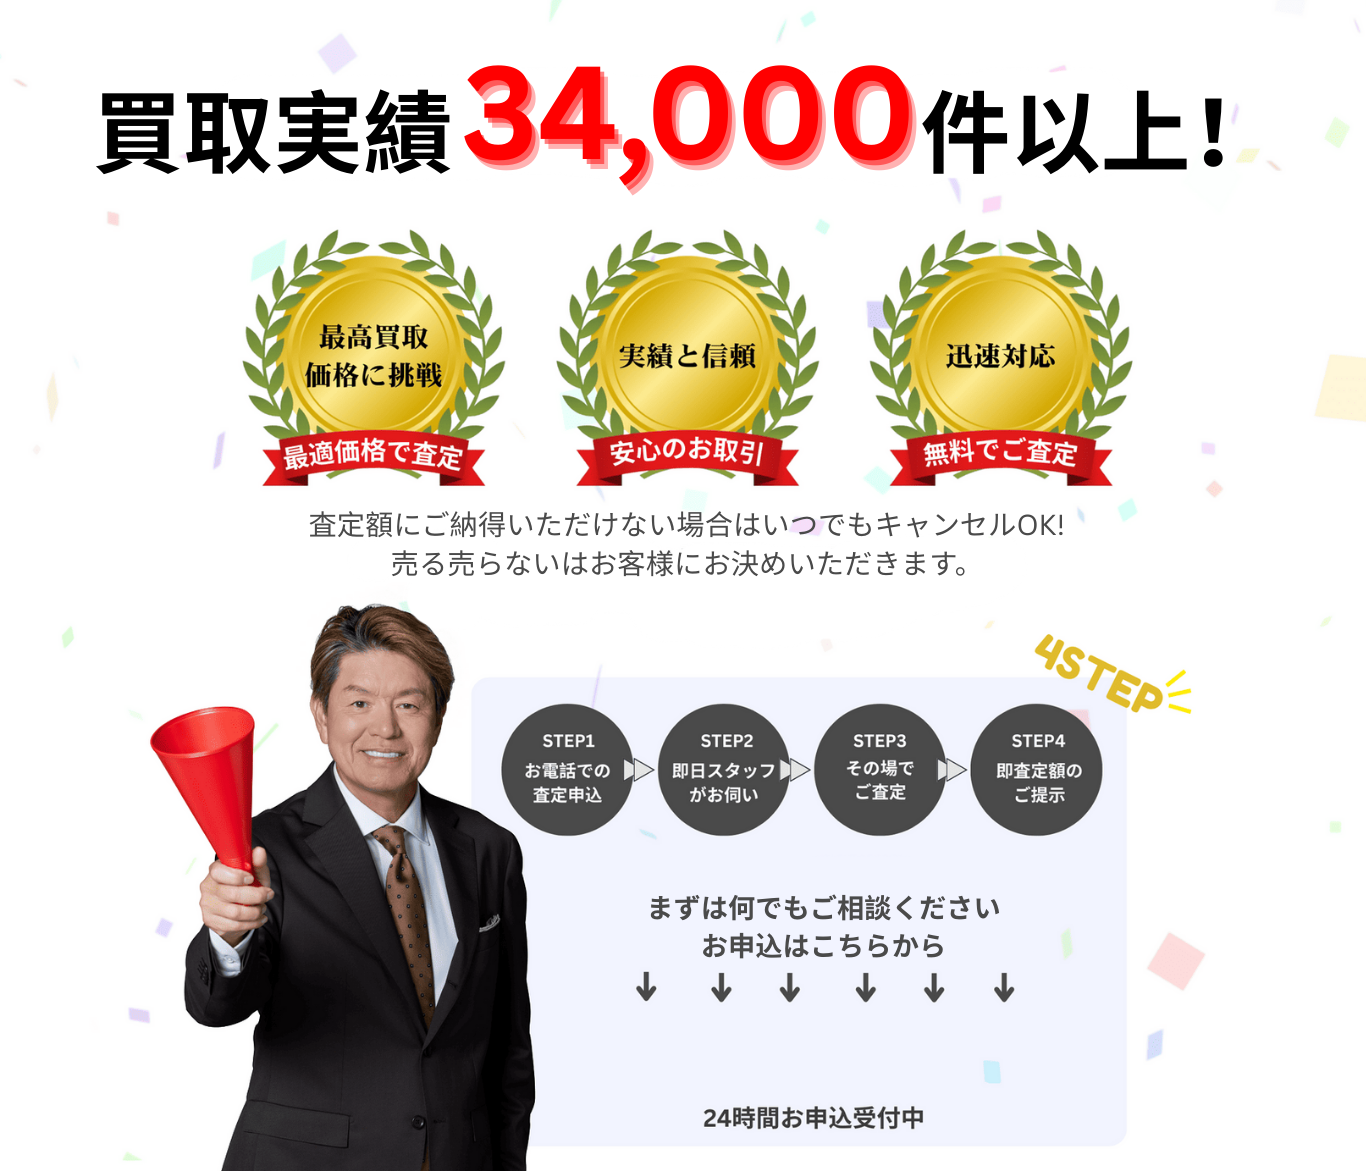 買取実績34,000件以上！
最高買取
価格に挑戦
最適価格で査定
実績と信頼
安心のお取引
迅速対応
無料でご査定
査定額にご納得いただけない場合はいつでもキャンセルOK!
売る売らないはお客様にお決めいただきます。
4STEP
STEP1
お電話での
査定申込
STEP2
即日スタッフ
がお伺い
STEP3
その場で
ご査定
STEP4
即査定額の
ご提示
まずは何でもご相談ください
お申込はこちらから
24時間お申込受付中